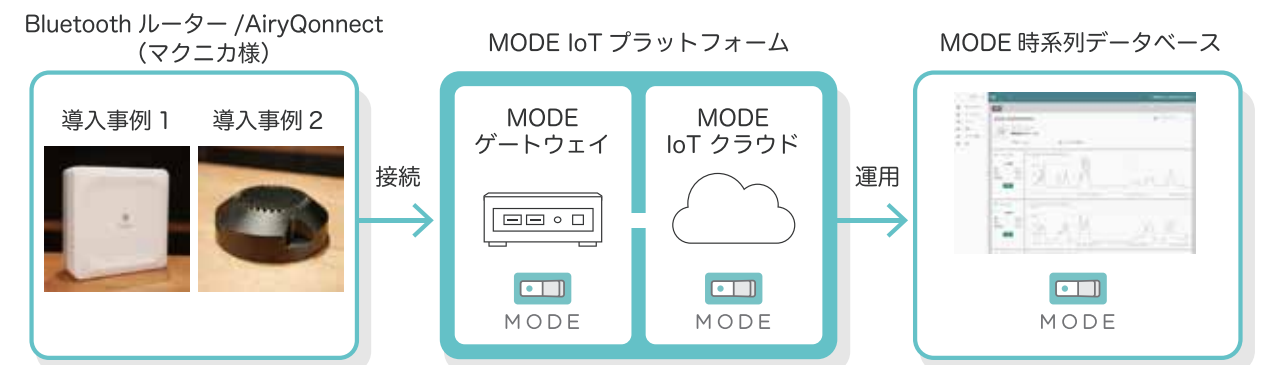 Bluetooth ルーター /AiryQonnect
（マクニカ様）
導入事例 1
導入事例 2
接続
MODE IoT プラットフォーム
MODE
ゲートウェイ
MODE
MODE
IoT クラウド
MODE
運用
MODE 時系列データベース
MODE